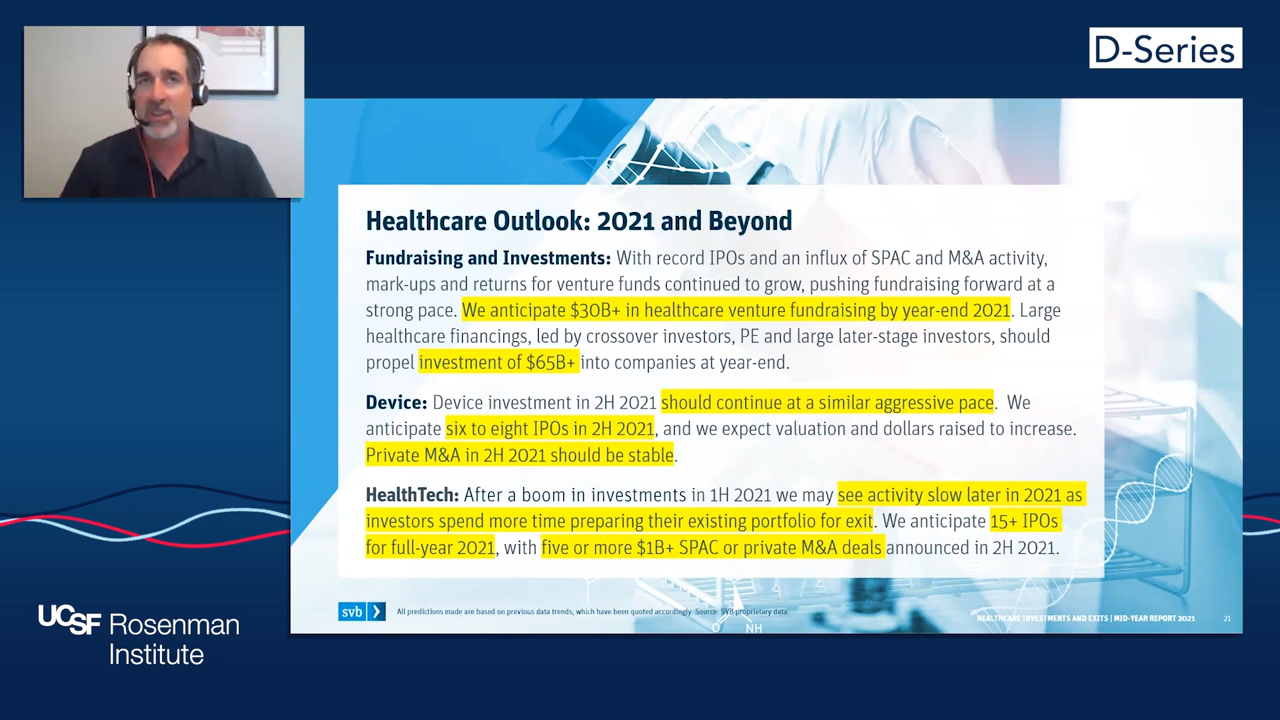 D-Series
Healthcare Outlook: 2021 and Beyond
Fundraising and Investments: With record IPOs and an influx of SPAC and M&A activity,
mark-ups and returns for venture funds continued to grow, pushing fundraising forward at a
strong pace. We anticipate $30B+ in healthcare venture fundraising by year-end 2021. Large
healthcare financings, led by crossover investors, PE and large later-stage investors, should
propel investment of $65B+ into companies at year-end.
Device: Device investment in 2H 2021 should continue at a similar aggressive pace. We
anticipate six to eight IPOs in 2H 2021, and we expect valuation and dollars raised to increase.
Private M&A in 2H 2021 should be stable.
HealthTech: After a boom in investments in 1H 2021 we may see activity slow later in 2021 as
investors spend more time preparing their existing portfolio for exit. We anticipate 15+ IPOs
for full-year 2021, with five or more $1B+ SPAC or private M&A deals announced in 2H 2021.
svb
All predictions made are based on previous data trends, which have been quoted accordingly. Source: SVB proprietary data.
HEALTHCARE INVESTMENTS AND EXITS | MID-YEAR REPORT 2021
21
O
NH
UCSF Rosenman
Institute